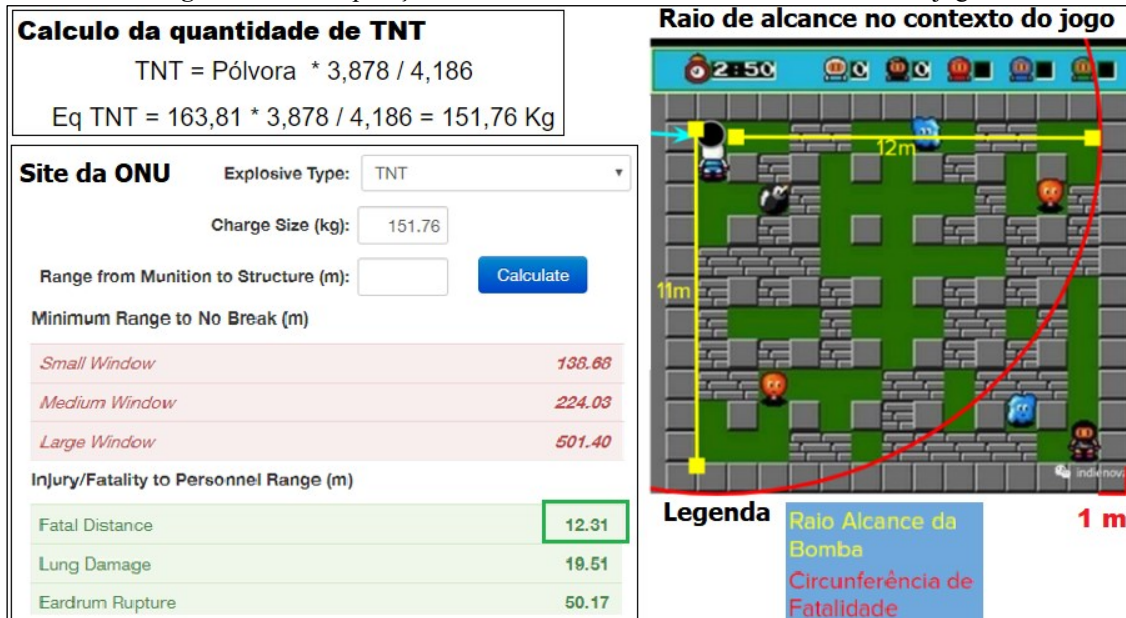 Calculo da quantidade de TNT
TNT = Pólvora * 3,878 / 4,186
Eq TNT = 163,81 * 3,878 / 4,186 = 151,76 Kg
Site da ONU
Explosive Type: TNT
Charge Size (kg): 151.76
Range from Munition to Structure (m):
Calculate
Minimum Range to No Break (m)
Small Window 138.68
Medium Window 224.03
Large Window 501.40
Injury/Fatality to Personnel Range (m)
Fatal Distance 12.31
Lung Damage 19.51
Eardrum Rupture 50.17
Raio de alcance no contexto do jogo
2:50 0 0
12m
11m
indienova
Legenda
Raio Alcance da
Bomba
Circunferência de
Fatalidade
1 m